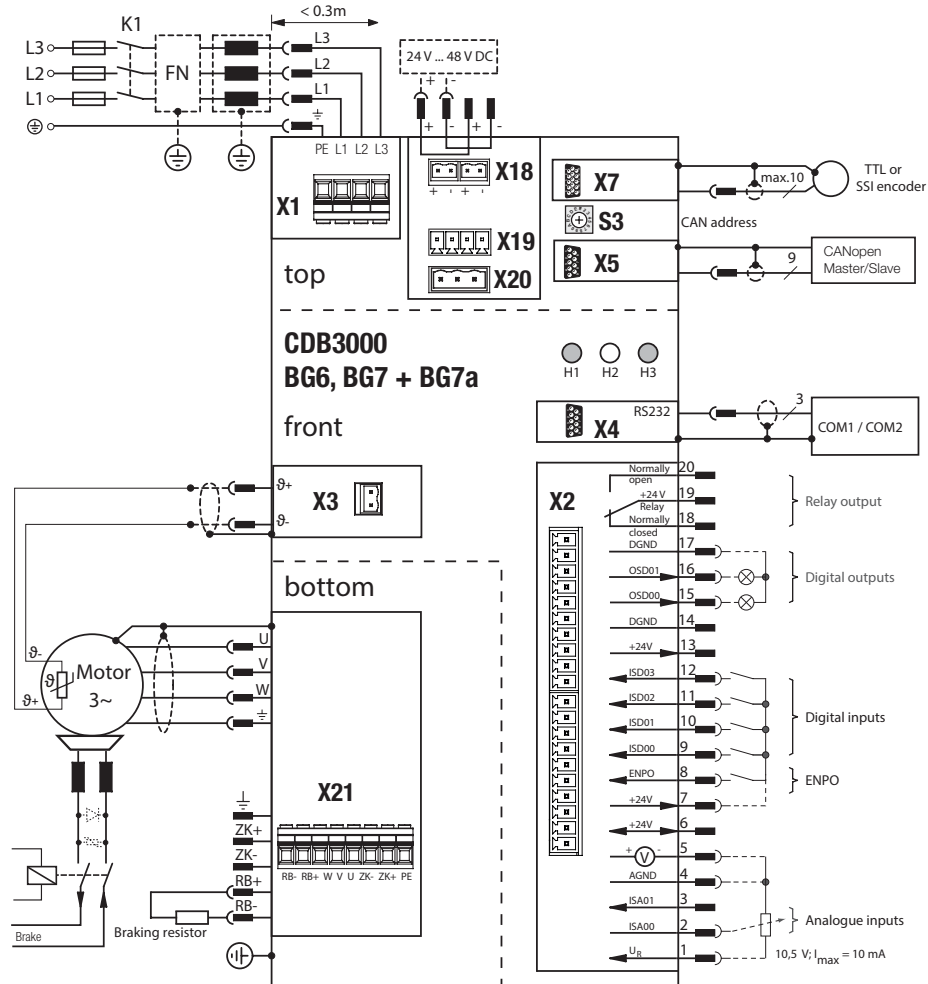 < 0.3m
K1
L3
L2
L1
FN
L3
L2
L1
PE L1 L2 L3
X1
24 V ... 48 V DC
+ -
+ - + -
X18
+ - + -
X19
X20
top
X7
max.10
TTL or
SSI encoder
S3
CAN address
X5
9
CANopen
Master/Slave
CDB3000
BG6, BG7 + BG7a
H1 H2 H3
front
RS232
X4
3
COM1 / COM2
ϑ+
ϑ-
X3
X2
Normally
open
20
+24 V
Relay
19
Normally
closed
18
Relay output
DGND
17
OSD01
16
OSD00
15
Digital outputs
DGND
14
+24V
13
ISD03
12
ISD02
11
ISD01
10
ISD00
9
Digital inputs
ENPO
8
ENPO
+24V
7
+24V
6
+ V -
5
AGND
4
ISA01
3
ISA00
2
Analogue inputs
UR
1
10,5 V; Imax = 10 mA
bottom
U
V
W
ϑ-
ϑ
ϑ+
Motor
3~
X21
ZK+
ZK-
RB+
RB-
RB- RB+ W V U ZK- ZK+ PE
Braking resistor
Brake